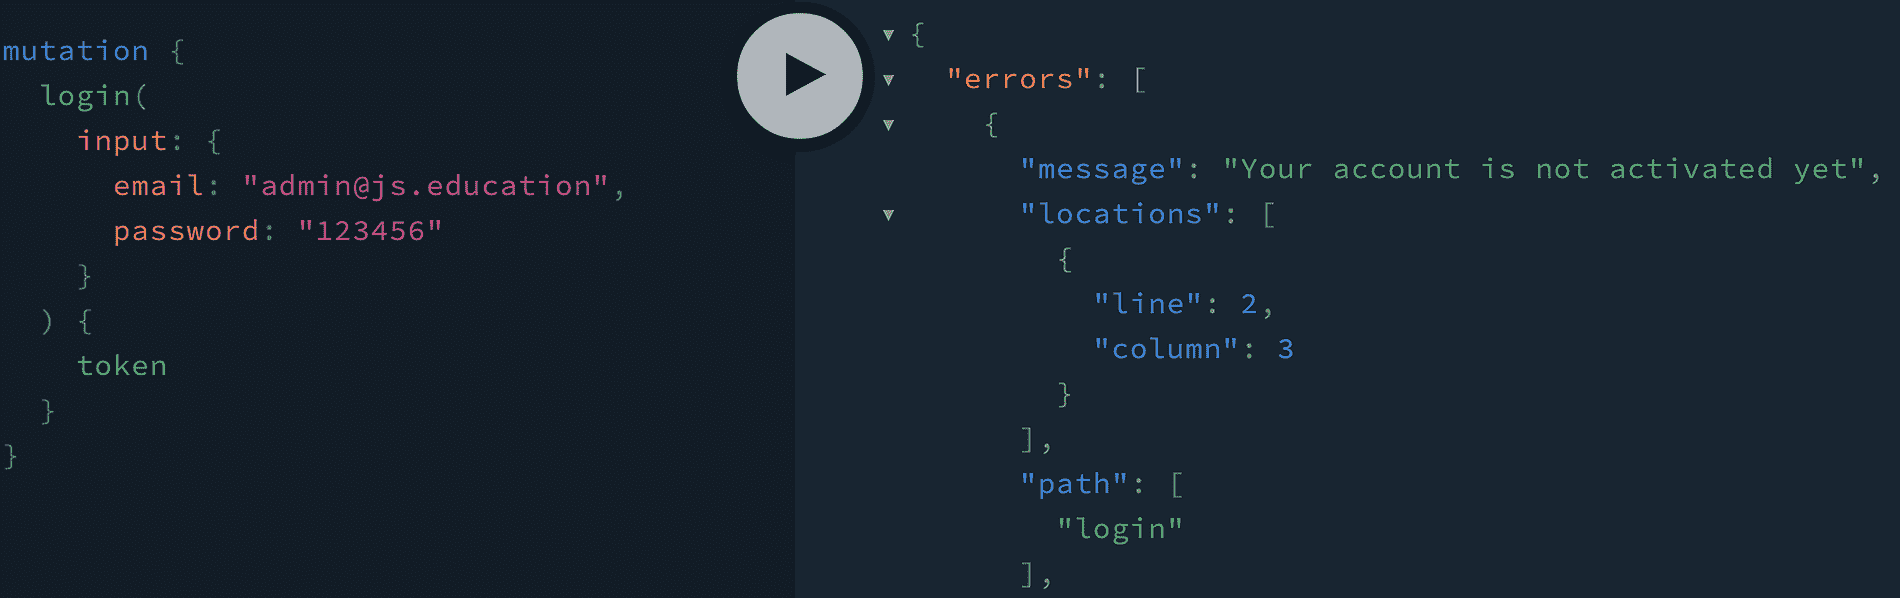 mutation {
  login(
    input: {
      email: "admin@js.education",
      password: "123456"
    }
  ) {
    token
  }
}
{
  "errors": [
    {
      "message": "Your account is not activated yet",
      "locations": [
        {
          "line": 2,
          "column": 3
        }
      ],
      "path": [
        "login"
      ],